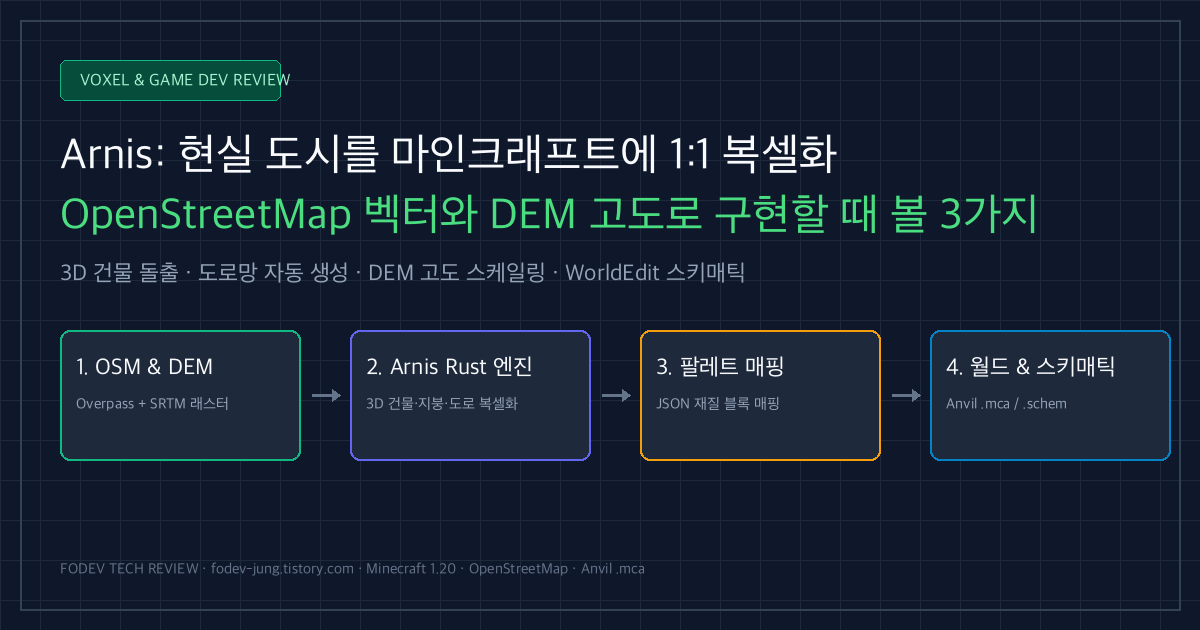 VOXEL & GAME DEV REVIEW
Arnis: 현실 도시를 마인크래프트에 1:1 복셀화
OpenStreetMap 벡터와 DEM 고도로 구현할 때 볼 3가지
3D 건물 돌출 · 도로망 자동 생성 · DEM 고도 스케일링 · WorldEdit 스키매틱
1. OSM & DEM
Overpass + SRTM 래스터
2. Arnis Rust 엔진
3D 건물·지붕·도로 복셀화
3. 팔레트 매핑
JSON 재질 블록 매핑
4. 월드 & 스키매틱
Anvil .mca / .schem
FODEV TECH REVIEW · fodev-jung.tistory.com · Minecraft 1.20 · OpenStreetMap · Anvil .mca